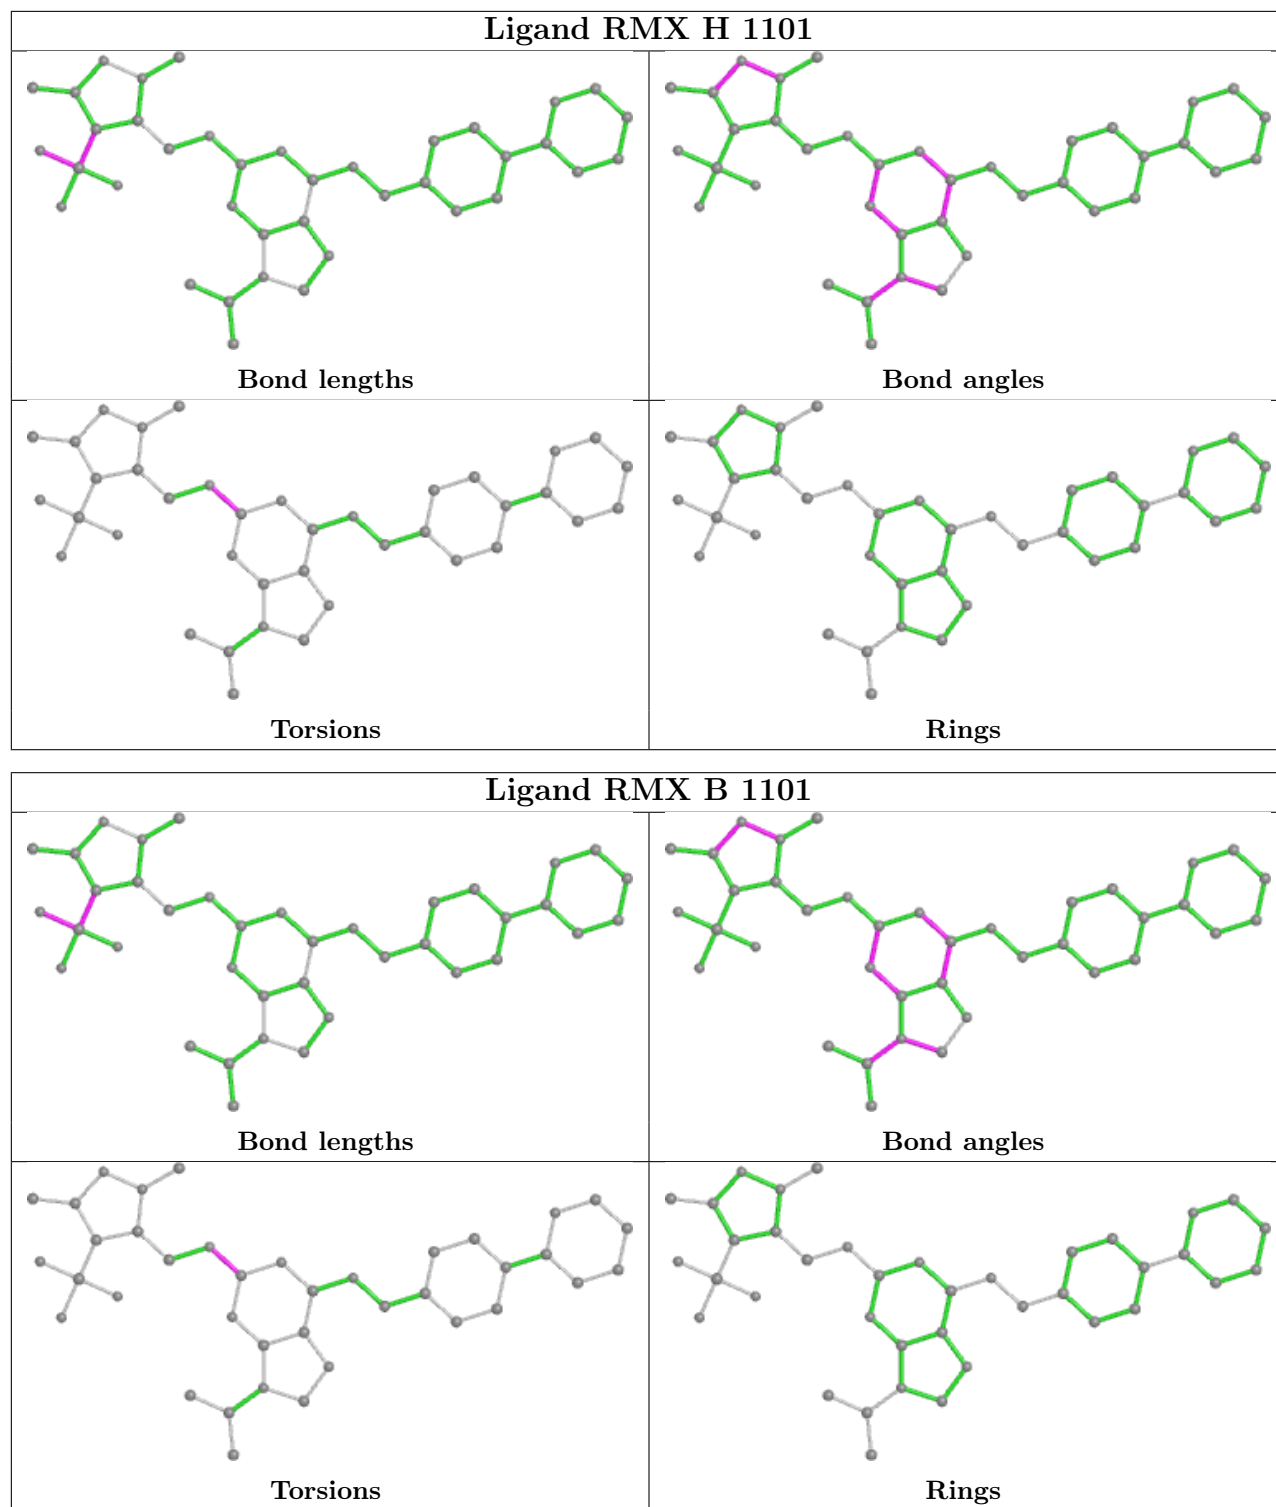 Ligand RMX H 1101
Bond lengths
Bond angles
Torsions
Rings
Ligand RMX B 1101
Bond lengths
Bond angles
Torsions
Rings